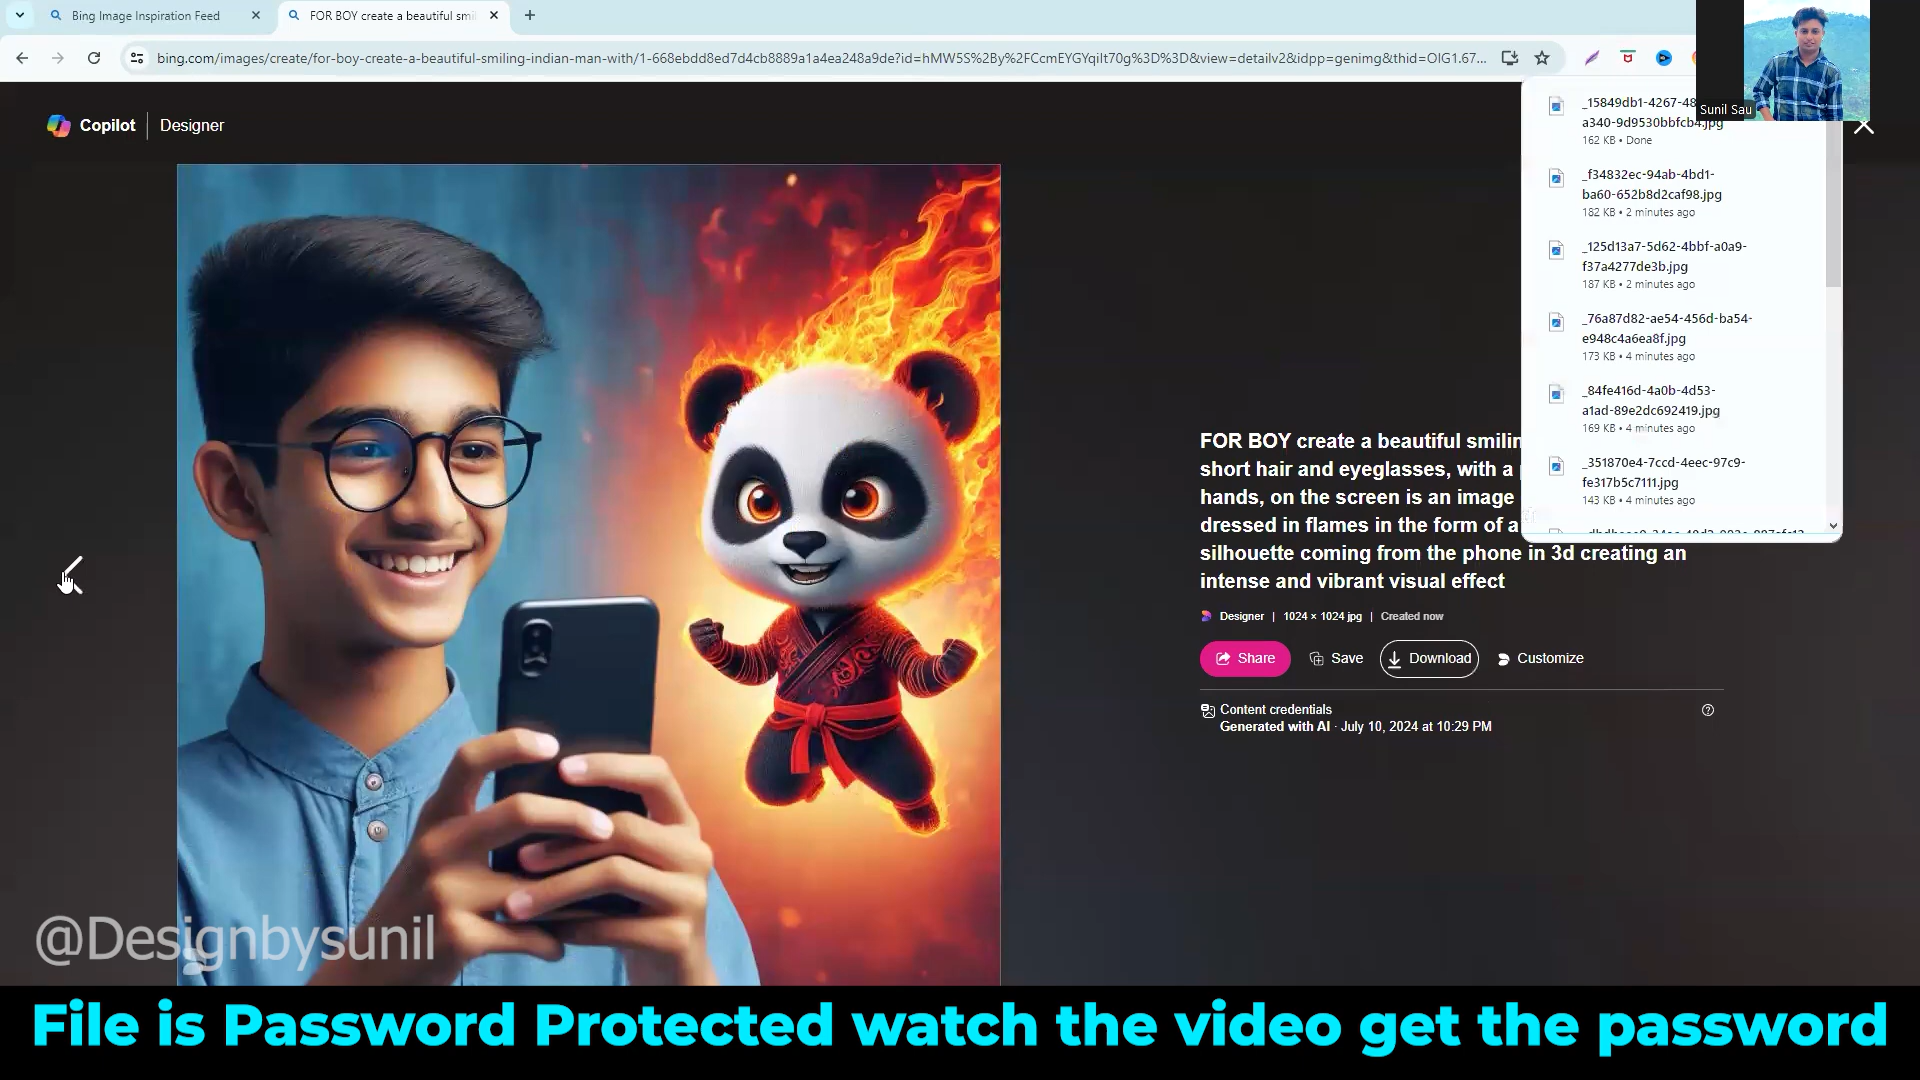 Bing Image Inspiration Feed
FOR BOY create a beautiful smi
bing.com/images/create/for-boy-create-a-beautiful-smiling-indian-man-with/1-668ebdd8ed7d4cb8889a1a4ea248a9de?id=hMW5S%2By%2FCcmEYGYqiIt70g%3D%3D&view=detailv2&idpp=genimg&thid=OIG1.67...
Sunil Sau
Copilot
Designer
_15849db1-4267-48
a340-9d9530bbfcb4.jpg
162 KB • Done
_f34832ec-94ab-4bd1-
ba60-652b8d2caf98.jpg
182 KB • 2 minutes ago
_125d13a7-5d62-4bbf-a0a9-
f37a4277de3b.jpg
187 KB • 2 minutes ago
_76a87d82-ae54-456d-ba54-
e948c4a6ea8f.jpg
173 KB • 4 minutes ago
_84fe416d-4a0b-4d53-
a1ad-89e2dc692419.jpg
169 KB • 4 minutes ago
_351870e4-7ccd-4eec-97c9-
fe317b5c7111.jpg
143 KB • 4 minutes ago
FOR BOY create a beautiful smilin
short hair and eyeglasses, with a
hands, on the screen is an image
dressed in flames in the form of a
silhouette coming from the phone in 3d creating an
intense and vibrant visual effect
Designer | 1024 × 1024 jpg | Created now
Share
Save
Download
Customize
Content credentials
Generated with AI · July 10, 2024 at 10:29 PM
@Designbysunil
File is Password Protected watch the video get the password